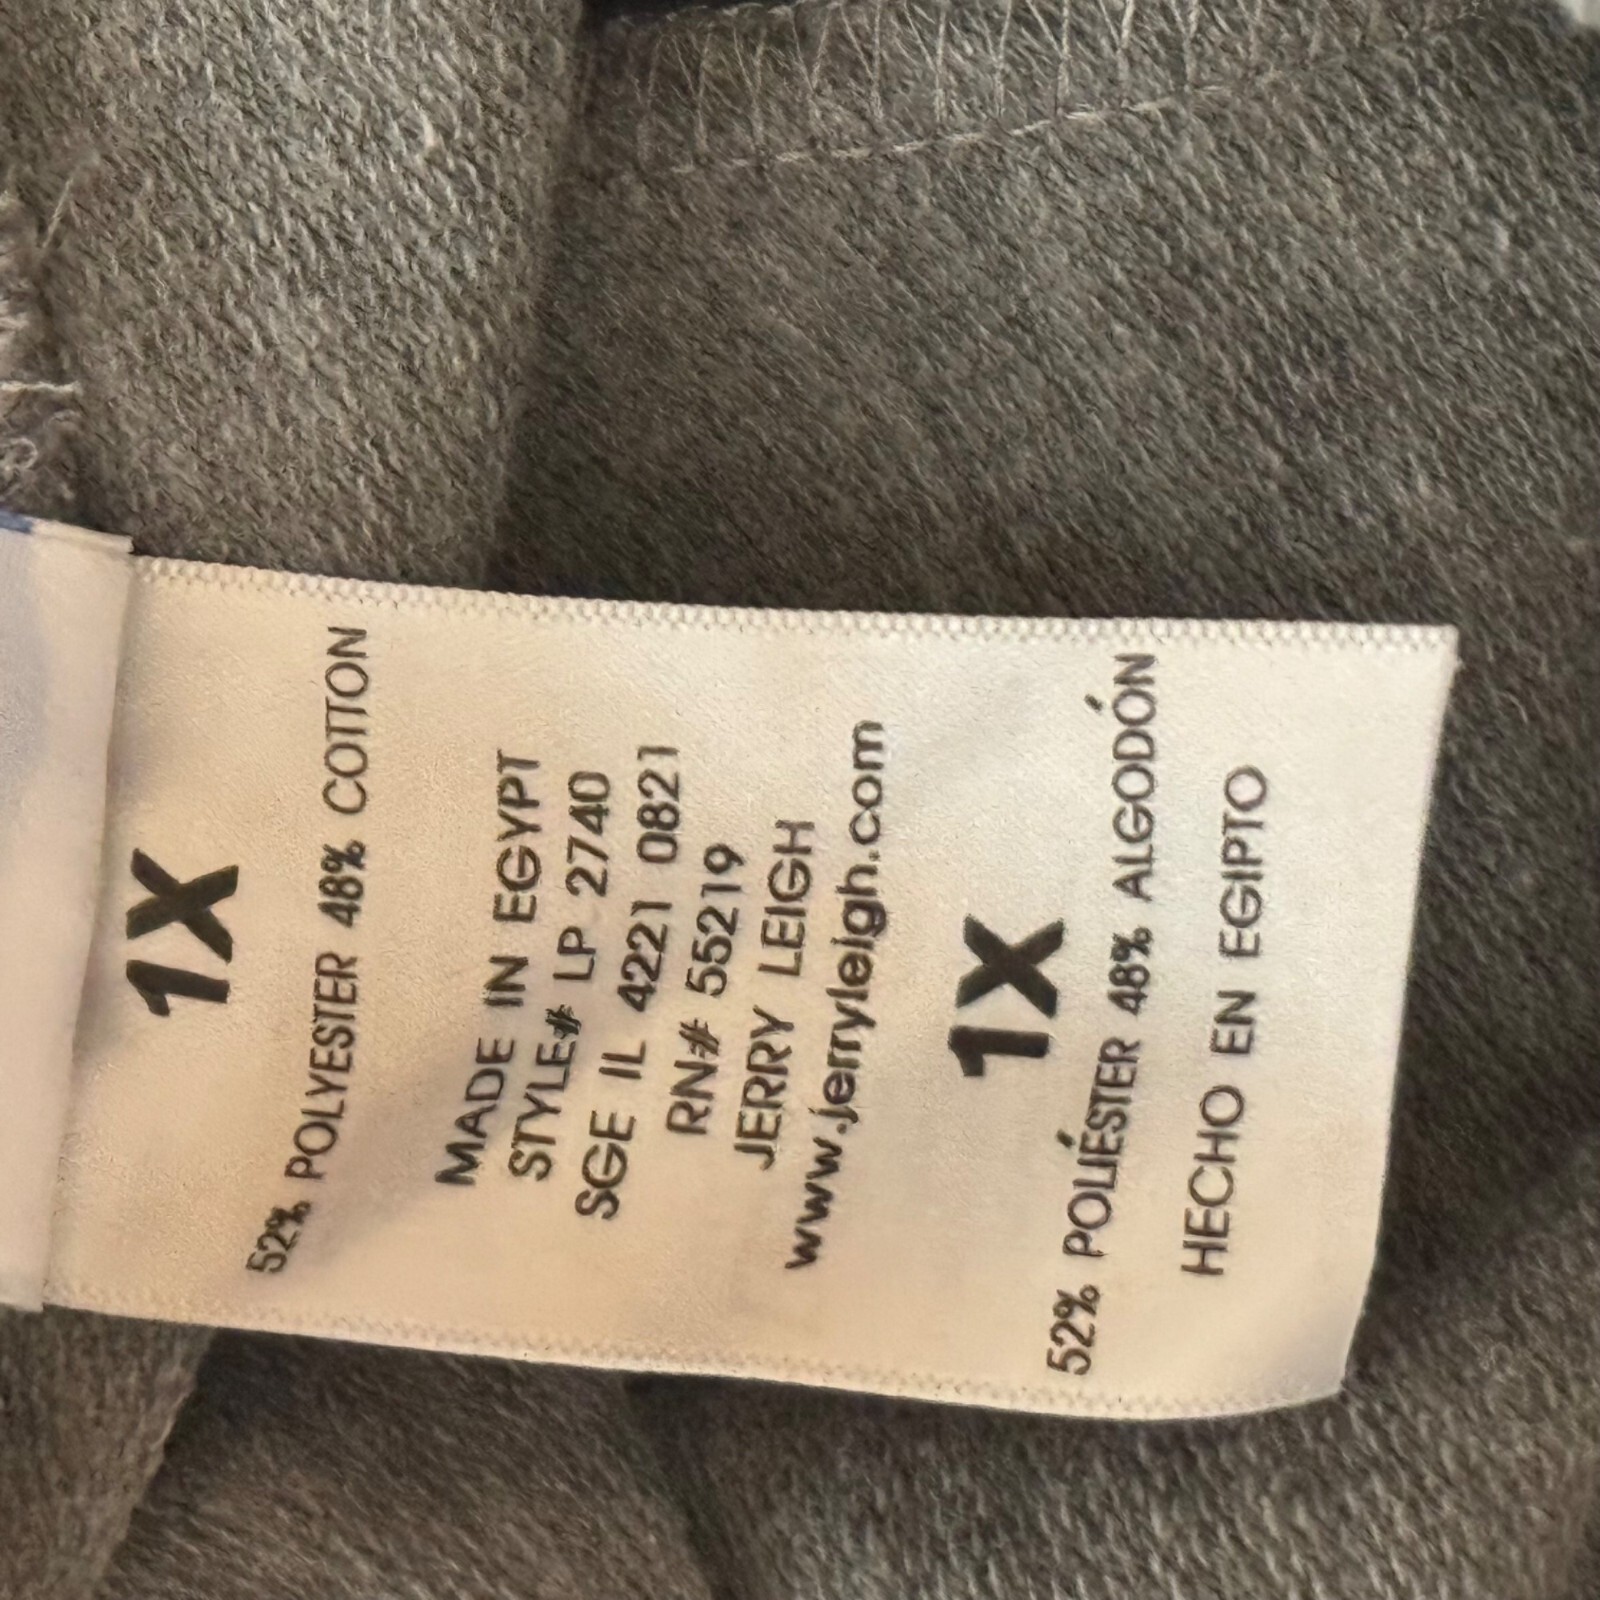 1X
52% POLYESTER 48% COTTON
MADE IN EGYPT
STYLE# LP 2740
SGE IL 4221 0821
RN# 55219
JERRY LEIGH
www.jerryleigh.com
1X
52% POLIÉSTER 48% ALGODÓN
HECHO EN EGIPTO